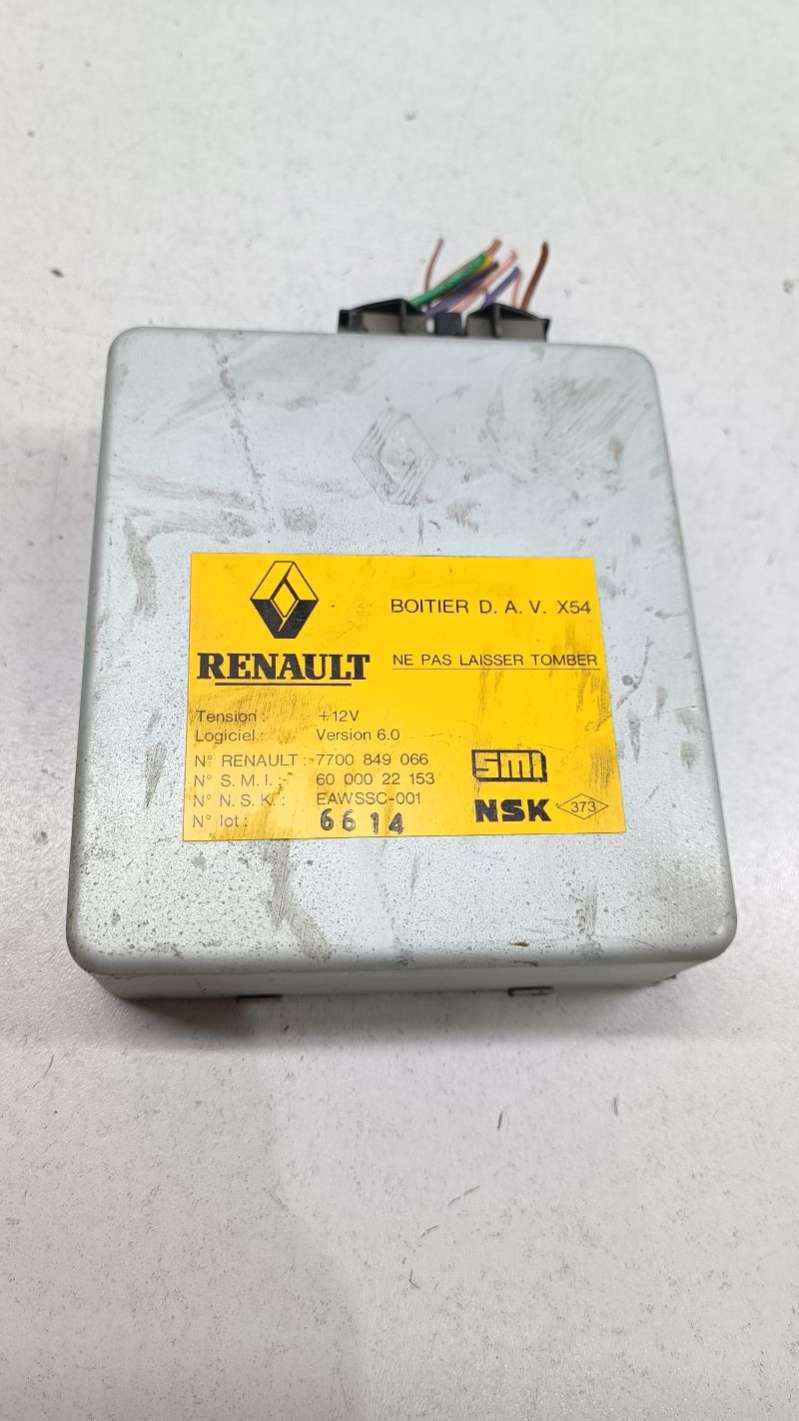 BOITIER D. A. V. X54
RENAULT
NE PAS LAISSER TOMBER
Tension : +12V
Logiciel : Version 6.0
N° RENAULT : 7700 849 066
N° S. M. I. : 60 000 22 153
N° N. S. K. : EAWSSC-001
N° lot : 6614
smi
NSK 373